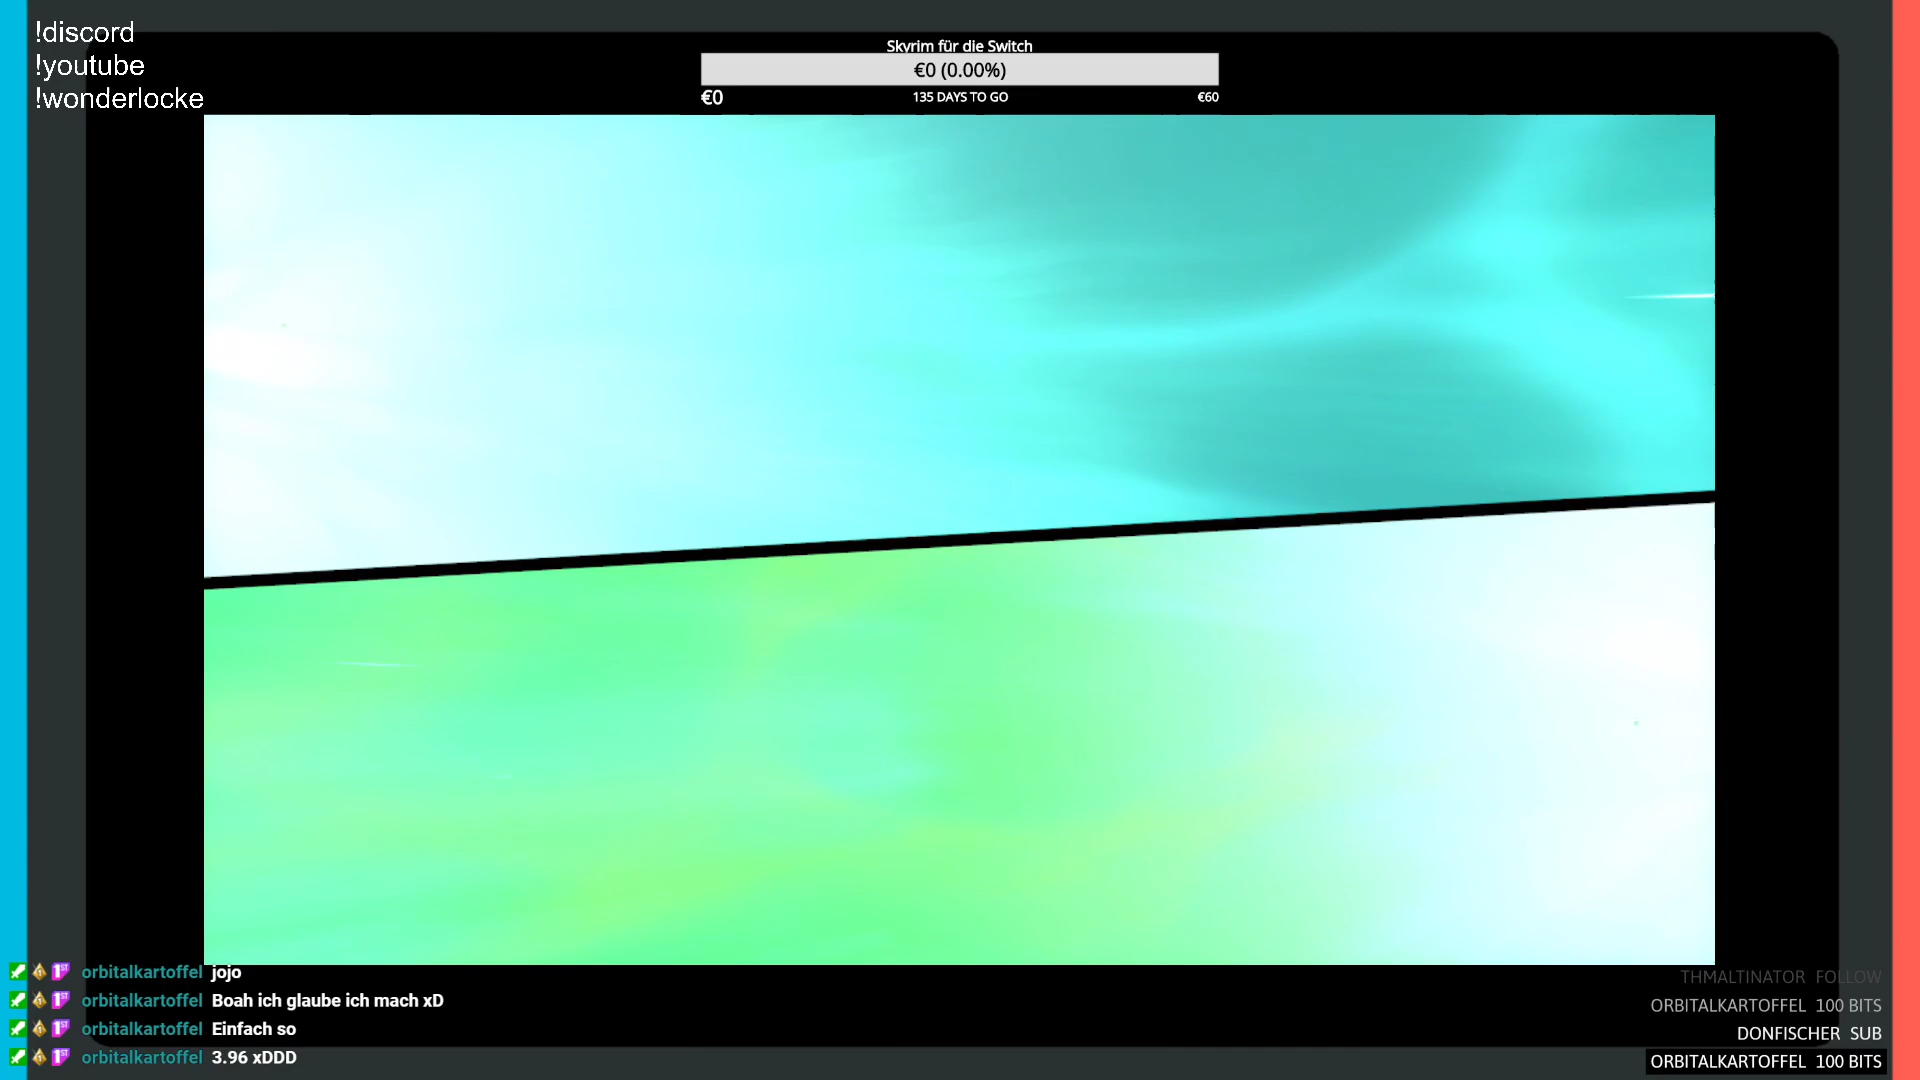 !discord
!youtube
!wonderlocke
Skyrim für die Switch
€0 (0.00%)
€0 135 DAYS TO GO €60
orbitalkartoffel jojo
orbitalkartoffel Boah ich glaube ich mach xD
orbitalkartoffel Einfach so
orbitalkartoffel 3.96 xDDD
THMALTINATOR FOLLOW
ORBITALKARTOFFEL 100 BITS
DONFISCHER SUB
ORBITALKARTOFFEL 100 BITS